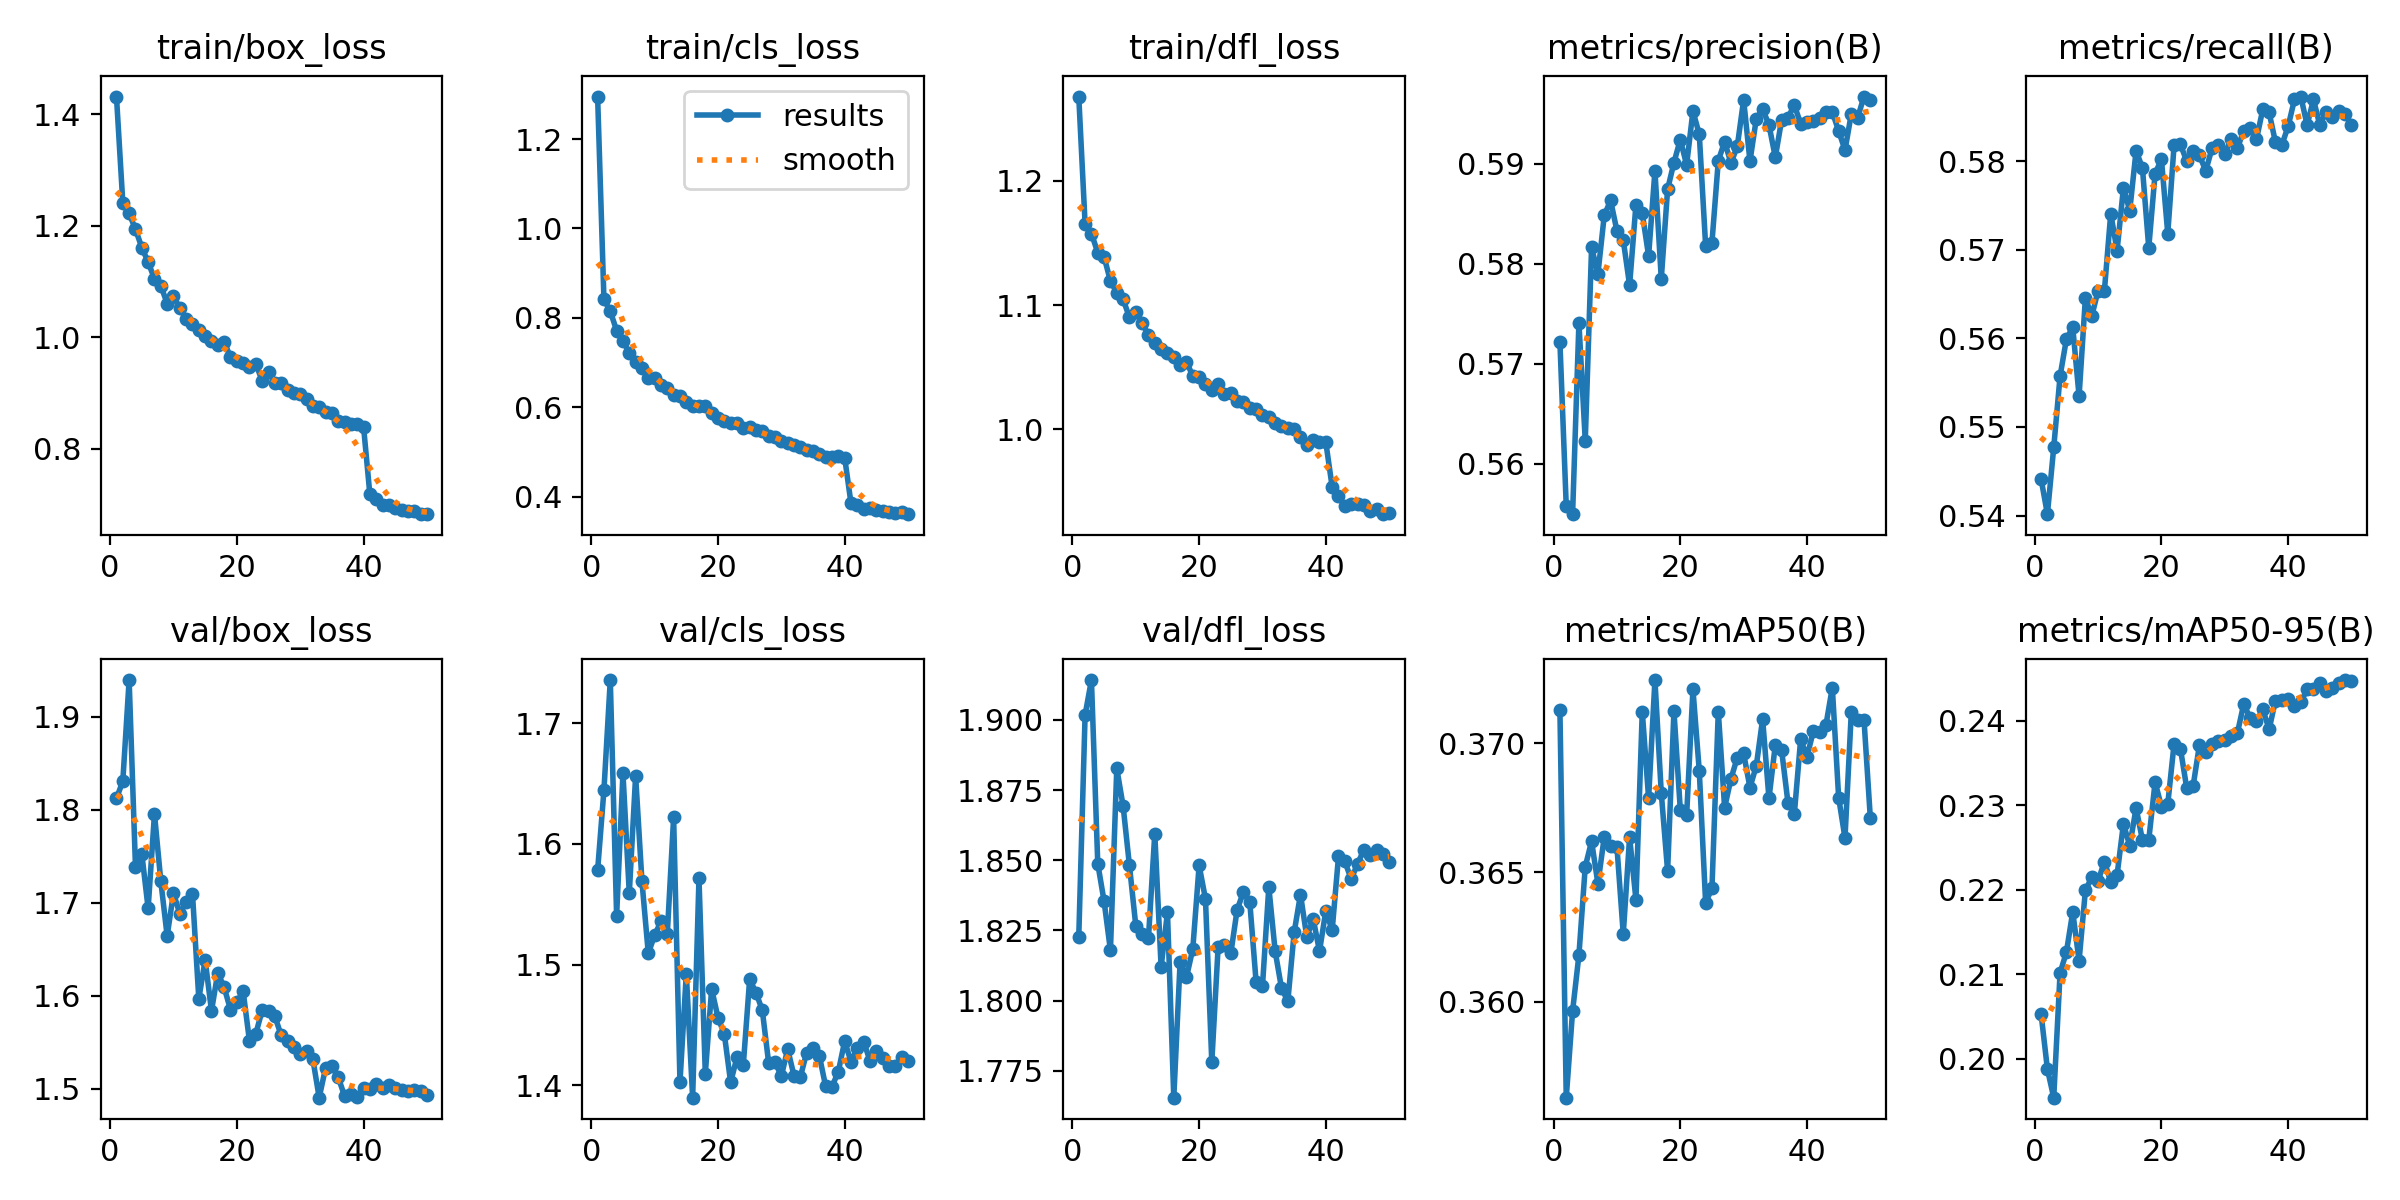 train/box_loss
1.4
1.2
1.0
0.8
0 20 40
train/cls_loss
results
smooth
1.2
1.0
0.8
0.6
0.4
0 20 40
train/dfl_loss
1.2
1.1
1.0
0 20 40
metrics/precision(B)
0.59
0.58
0.57
0.56
0 20 40
metrics/recall(B)
0.58
0.57
0.56
0.55
0.54
0 20 40
val/box_loss
1.9
1.8
1.7
1.6
1.5
0 20 40
val/cls_loss
1.7
1.6
1.5
1.4
0 20 40
val/dfl_loss
1.900
1.875
1.850
1.825
1.800
1.775
0 20 40
metrics/mAP50(B)
0.370
0.365
0.360
0 20 40
metrics/mAP50-95(B)
0.24
0.23
0.22
0.21
0.20
0 20 40